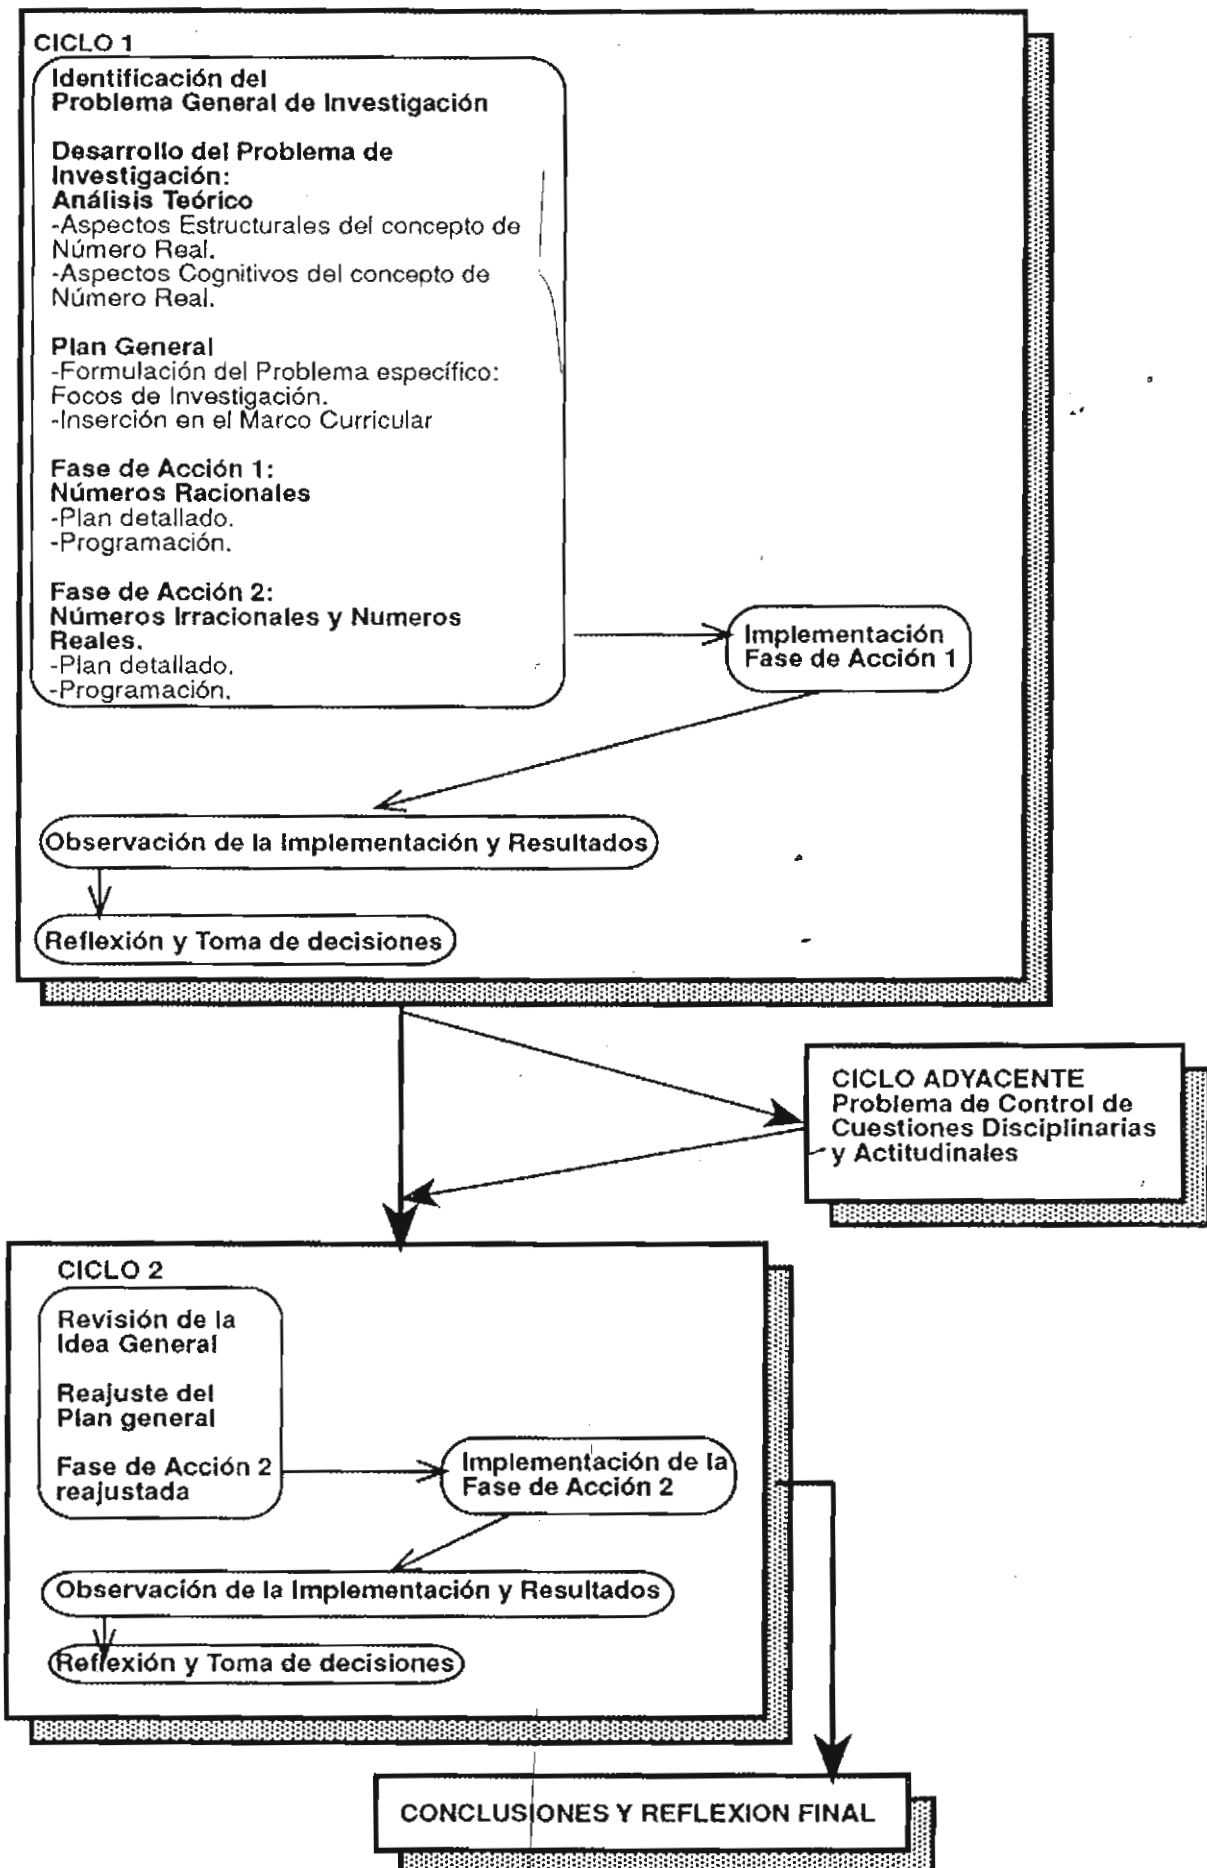 CICLO 1
Identificación del
Problema General de Investigación
Desarrollo del Problema de
Investigación:
Análisis Teórico
-Aspectos Estructurales del concepto de
Número Real.
-Aspectos Cognitivos del concepto de
Número Real.
Plan General
-Formulación del Problema específico:
Focos de Investigación.
-Inserción en el Marco Curricular
Fase de Acción 1:
Números Racionales
-Plan detallado.
-Programación.
Fase de Acción 2:
Números Irracionales y Numeros
Reales.
-Plan detallado.
-Programación.
Implementación
Fase de Acción 1
Observación de la Implementación y Resultados
Reflexión y Toma de decisiones
CICLO ADYACENTE
Problema de Control de
Cuestiones Disciplinarias
y Actitudinales
CICLO 2
Revisión de la
Idea General
Reajuste del
Plan general
Fase de Acción 2
reajustada
Implementación de la
Fase de Acción 2
Observación de la Implementación y Resultados
Reflexión y Toma de decisiones
CONCLUSIONES Y REFLEXION FINAL